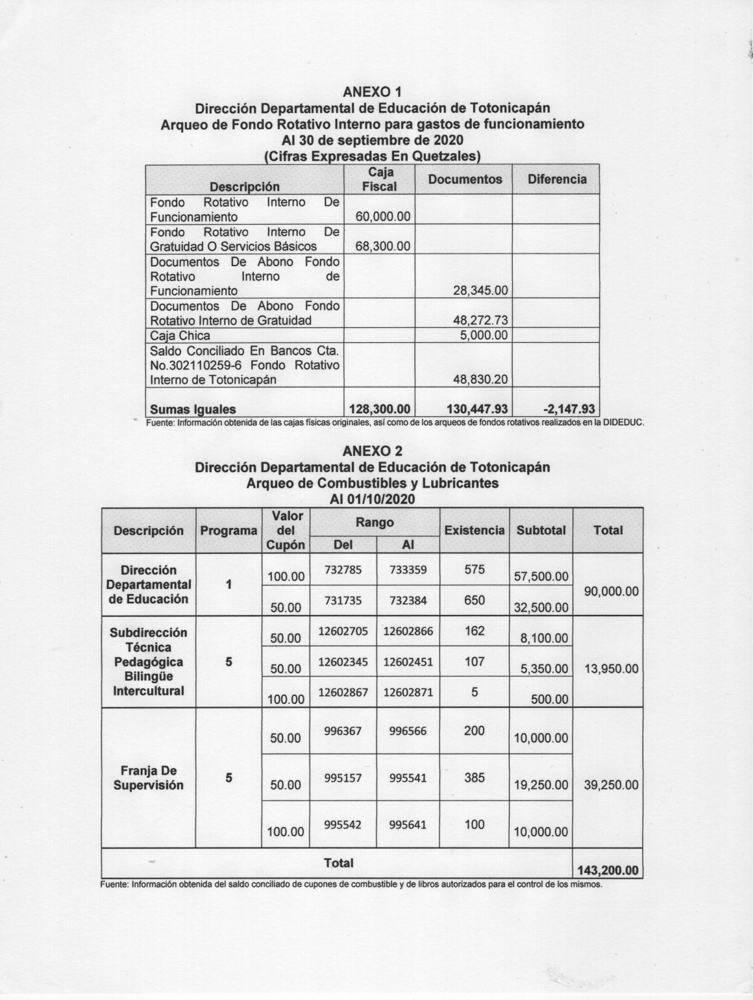 ANEXO 1
Dirección Departamental de Educación de Totonicapán
Arqueo de Fondo Rotativo Interno para gastos de funcionamiento
Al 30 de septiembre de 2020
(Cifras Expresadas En Quetzales)
Descripción Caja Fiscal Documentos Diferencia
Fondo Rotativo Interno De
Funcionamiento 60,000.00
Fondo Rotativo Interno De
Gratuidad O Servicios Básicos 68,300.00
Documentos De Abono Fondo
Rotativo Interno de
Funcionamiento 28,345.00
Documentos De Abono Fondo
Rotativo Interno de Gratuidad 48,272.73
Caja Chica 5,000.00
Saldo Conciliado En Bancos Cta.
No.302110259-6 Fondo Rotativo
Interno de Totonicapán 48,830.20
Sumas Iguales 128,300.00 130,447.93 -2,147.93
Fuente: Información obtenida de las cajas físicas originales, así como de los arqueos de fondos rotativos realizados en la DIDEDUC.
ANEXO 2
Dirección Departamental de Educación de Totonicapán
Arqueo de Combustibles y Lubricantes
Al 01/10/2020
Descripción Programa Valor del Cupón Rango Existencia Subtotal Total
Del Al
Dirección
Departamental
de Educación
1
100.00 732785 733359 575 57,500.00
50.00 731735 732384 650 32,500.00
90,000.00
Subdirección
Técnica
Pedagógica
Bilingüe
Intercultural
5
50.00 12602705 12602866 162 8,100.00
50.00 12602345 12602451 107 5,350.00
100.00 12602867 12602871 5 500.00
13,950.00
Franja De
Supervisión
5
50.00 996367 996566 200 10,000.00
50.00 995157 995541 385 19,250.00
100.00 995542 995641 100 10,000.00
39,250.00
Total 143,200.00
Fuente: Información obtenida del saldo conciliado de cupones de combustible y de libros autorizados para el control de los mismos.